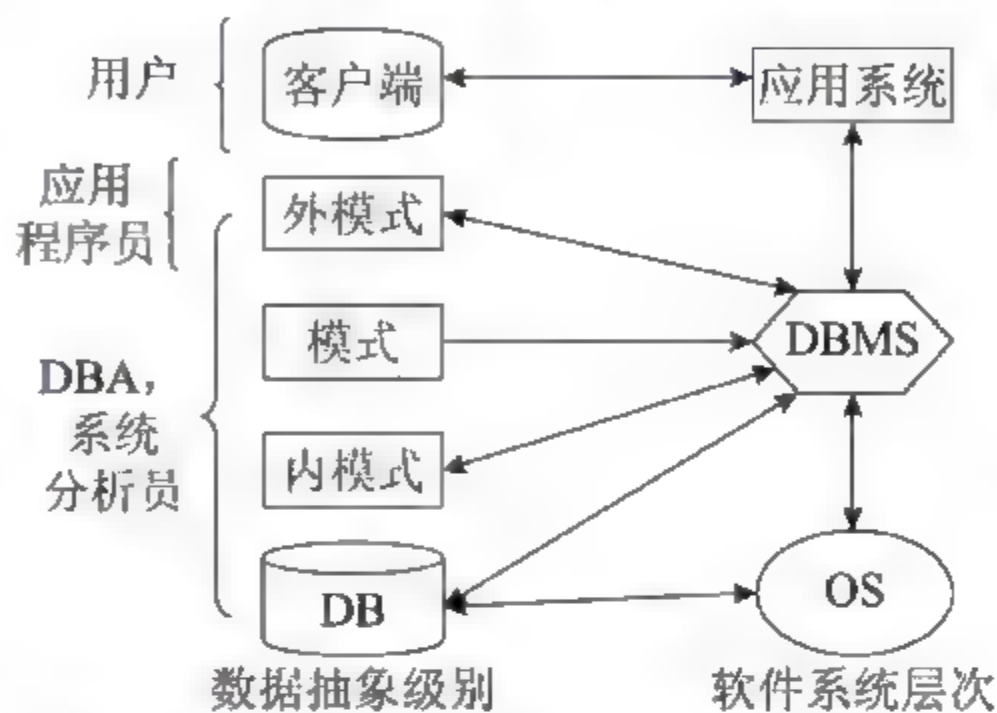 用户
客户端
应用系统
应用
程序员
外模式
模式
DBMS
DBA,
系统
分析员
内模式
DB
OS
数据抽象级别
软件系统层次